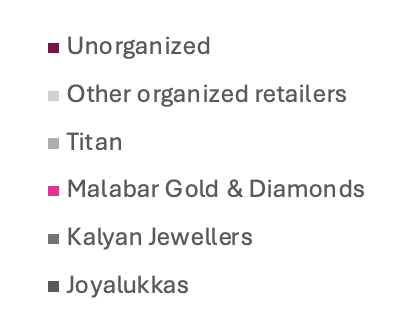 Unorganized
Other organized retailers
Titan
Malabar Gold & Diamonds
Kalyan Jewellers
Joyalukkas